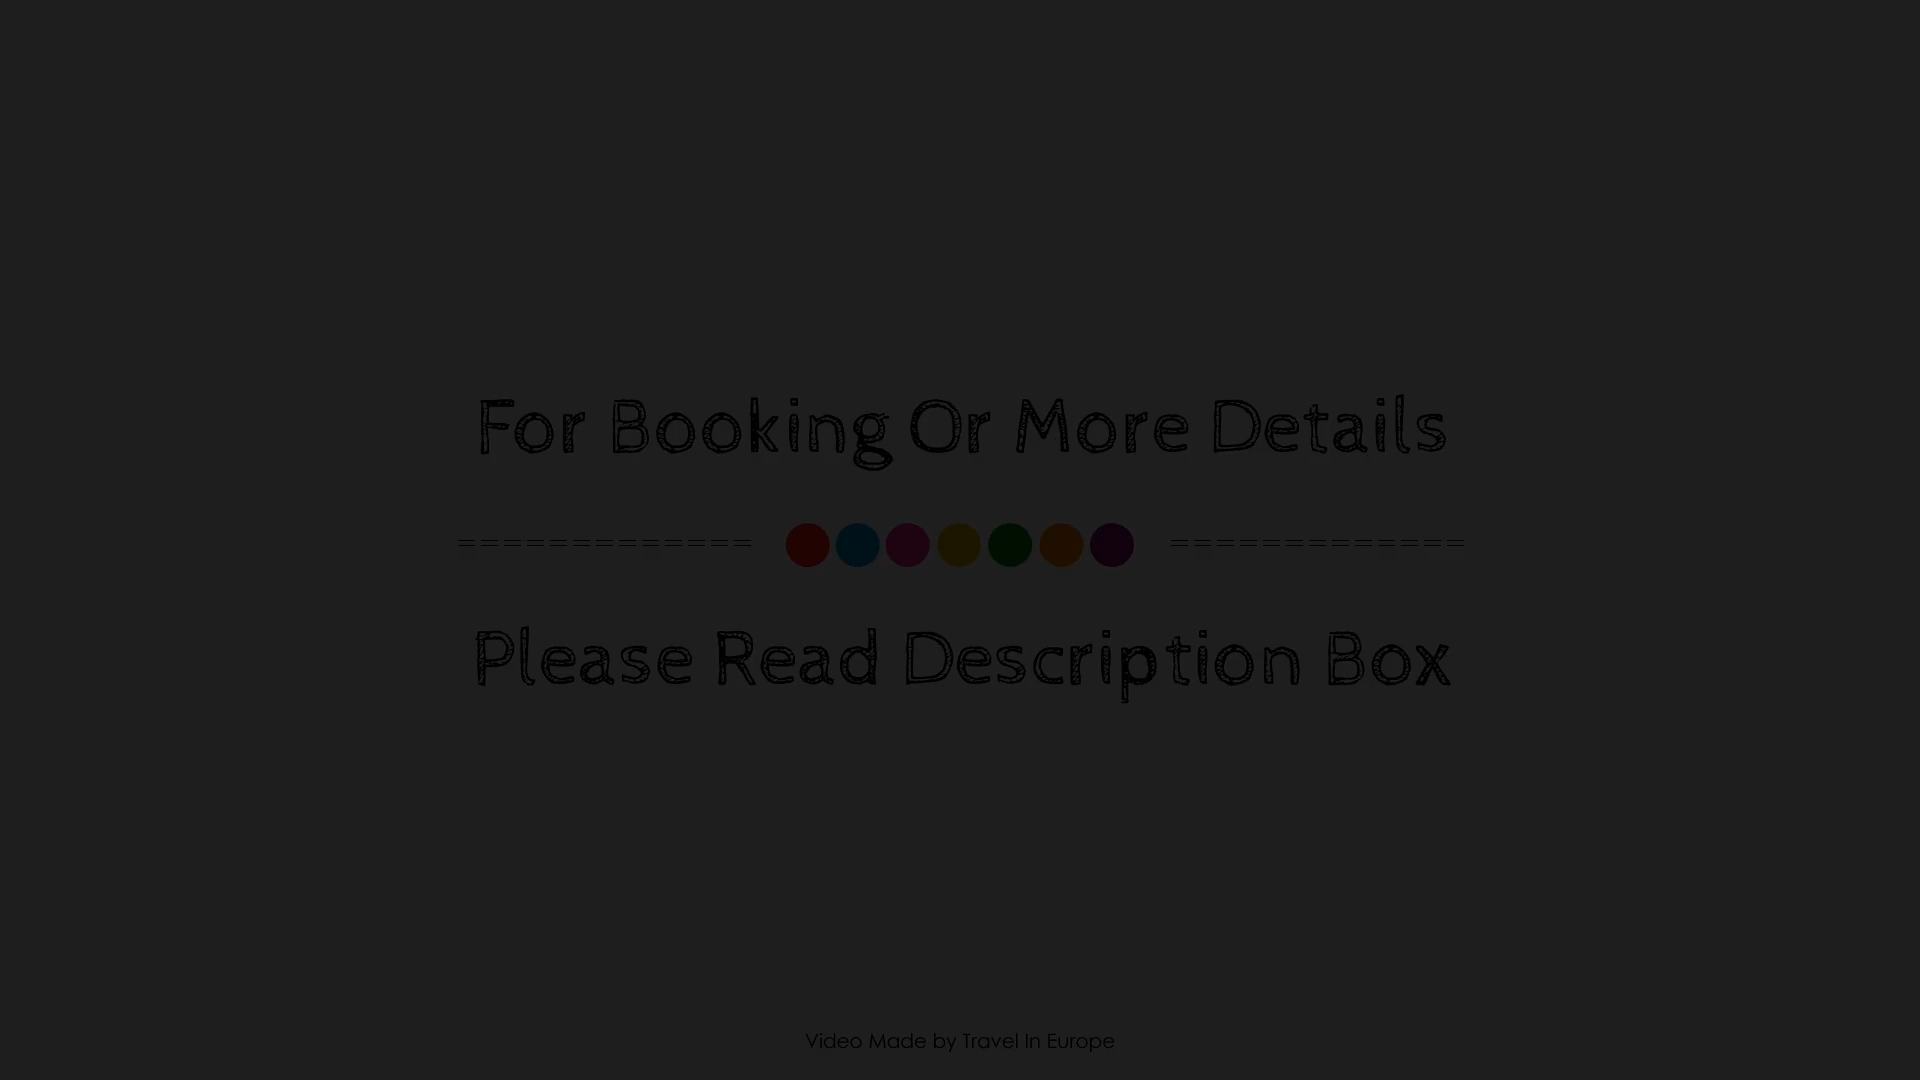 For Booking Or More Details
============= =============
Please Read Description Box
Video Made by Travel In Europe